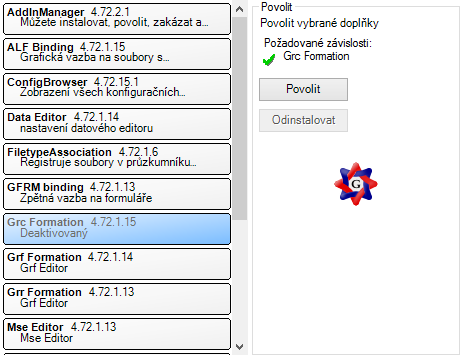 AddInManager 4.72.2.1
Můžete instalovat, povolit, zakázat a...
ALF Binding 4.72.1.15
Grafická vazba na soubory s...
ConfigBrowser 4.72.15.1
Zobrazení všech konfiguračních...
Data Editor 4.72.1.14
nastavení datového editoru
FiletypeAssociation 4.72.1.6
Registruje soubory v průzkumníku...
GFRM binding 4.72.1.13
Zpětná vazba na formuláře
Grc Formation 4.72.1.15
Deaktivovaný
Grf Formation 4.72.1.14
Grf Editor
Grr Formation 4.72.1.13
Grr Editor
Mse Editor 4.72.1.13
Mse Editor
Povolit
Povolit vybrané doplňky
Požadované závislosti:
Grc Formation
Povolit
Odinstalovat
G